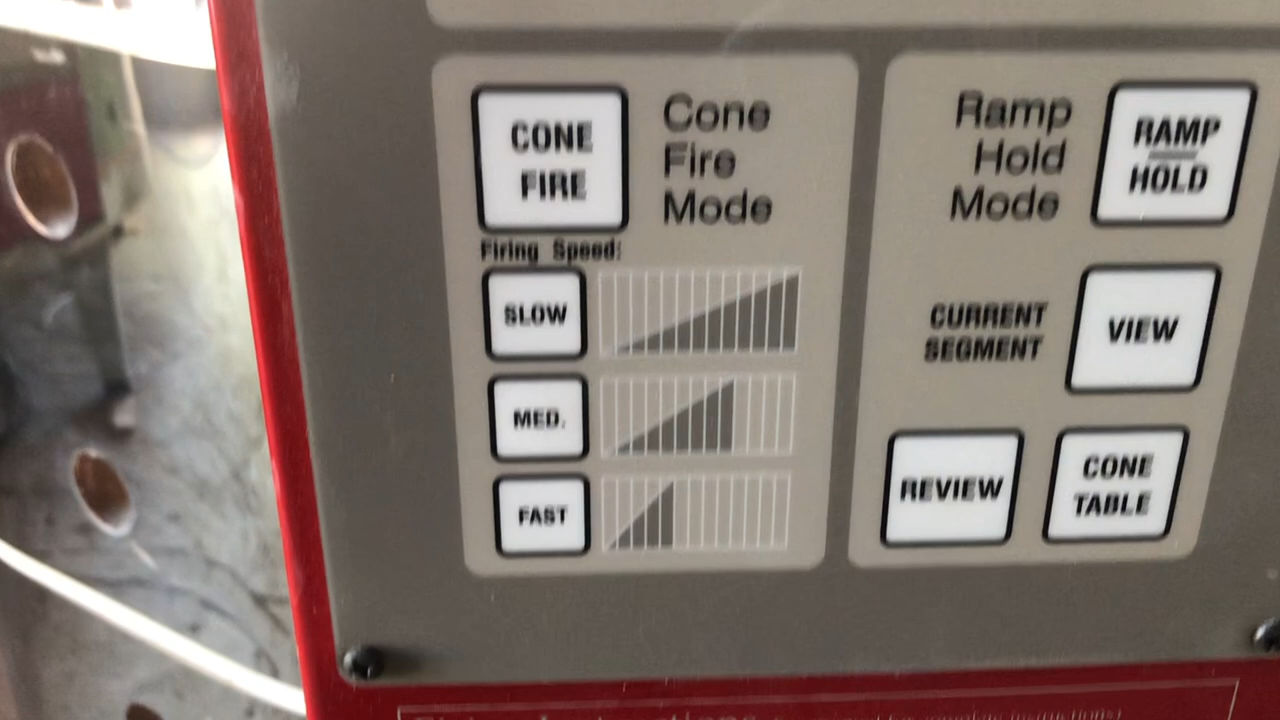 CONE
FIRE
Cone
Fire
Mode
Firing Speed:
SLOW
MED.
FAST
Ramp
Hold
Mode
RAMP
HOLD
CURRENT
SEGMENT
VIEW
REVIEW
CONE
TABLE